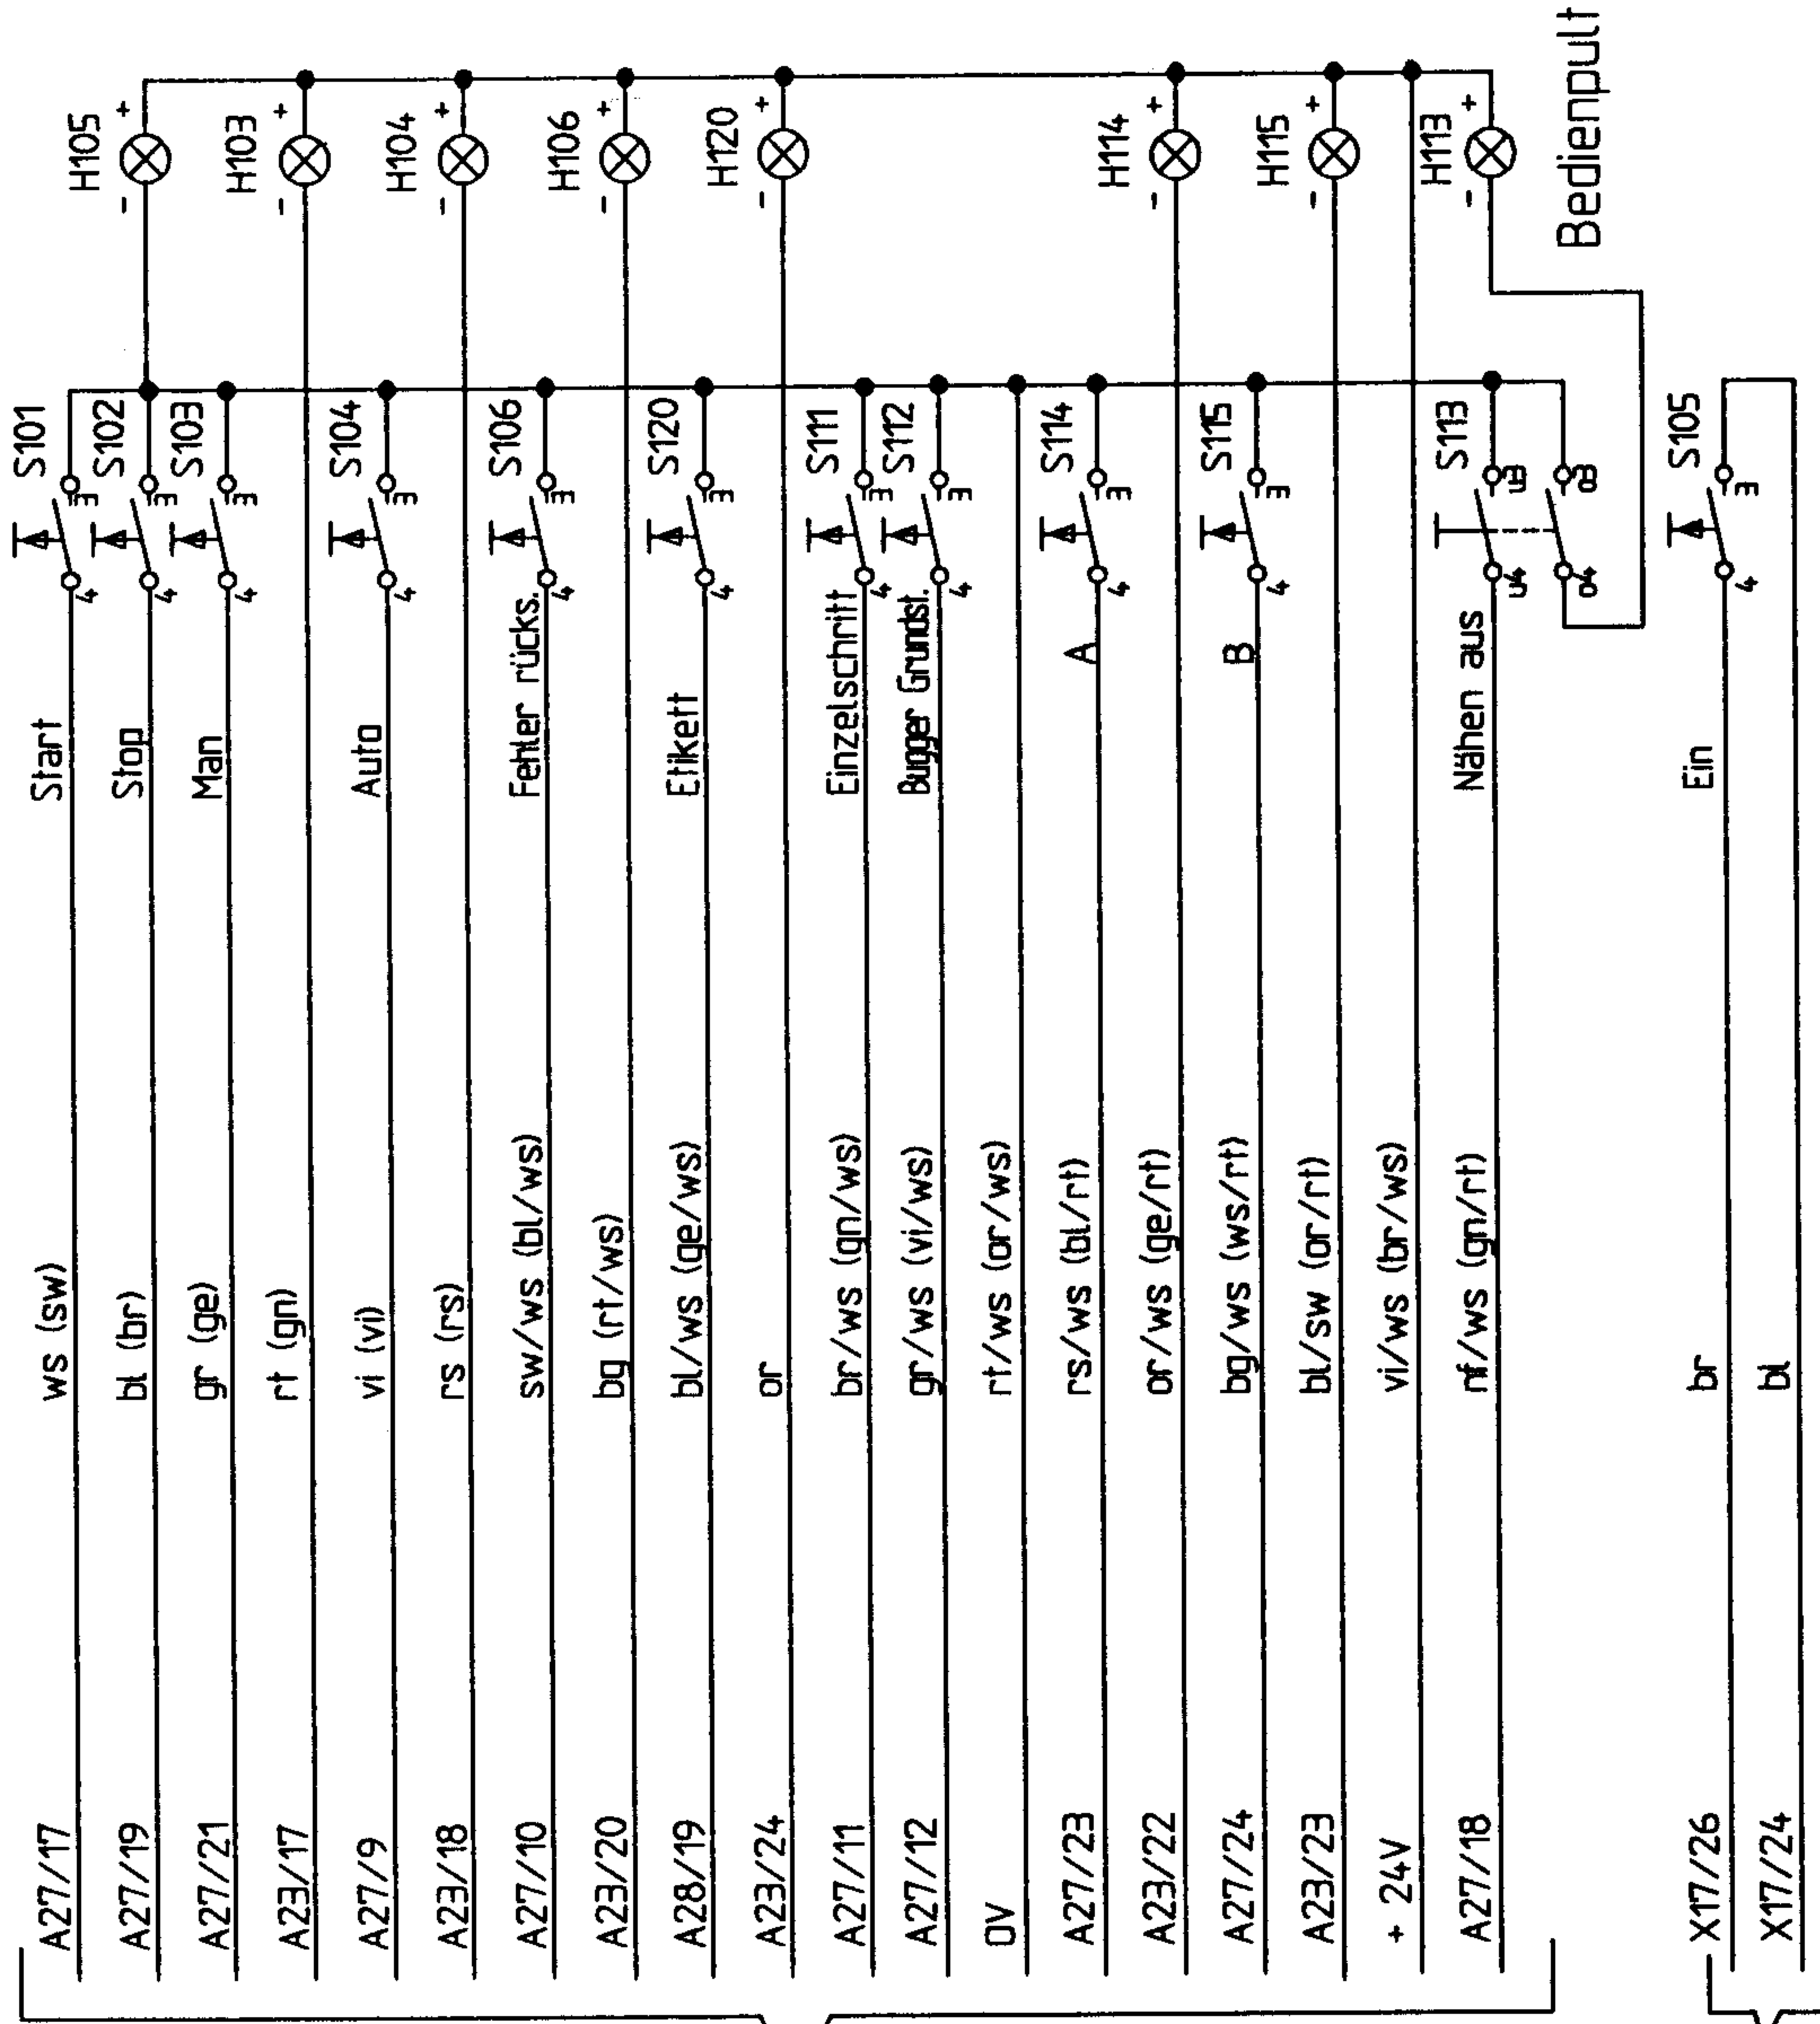 A27/17 ws (sw) Start S101
H105 - +
A27/19 bl (br) Stop S102
A27/21 gr (ge) Man S103
A23/17 rt (gn) H103 - +
A27/9 vi (vi) Auto S104
A23/18 rs (rs) H104 - +
A27/10 sw/ws (bl/ws) Fehler rücks. S106
A23/20 bg (rt/ws) H106 - +
A28/19 bl/ws (ge/ws) Etikett S120
A23/24 or H120 - +
A27/11 br/ws (gn/ws) Einzelschritt S111
A27/12 gr/ws (vi/ws) Bugger Grundst. S112
0V rt/ws (or/ws)
A27/23 rs/ws (bl/rt) A S114
A23/22 or/ws (ge/rt) H114 - +
A27/24 bg/ws (ws/rt) B S115
A23/23 bl/sw (or/rt) H115 - +
+ 24V vi/ws (br/ws)
A27/18 nf/ws (gn/rt) Nähen aus S113 H113 - +
Bedienpult
X17/26 br Ein 4 3 S105
X17/24 bl